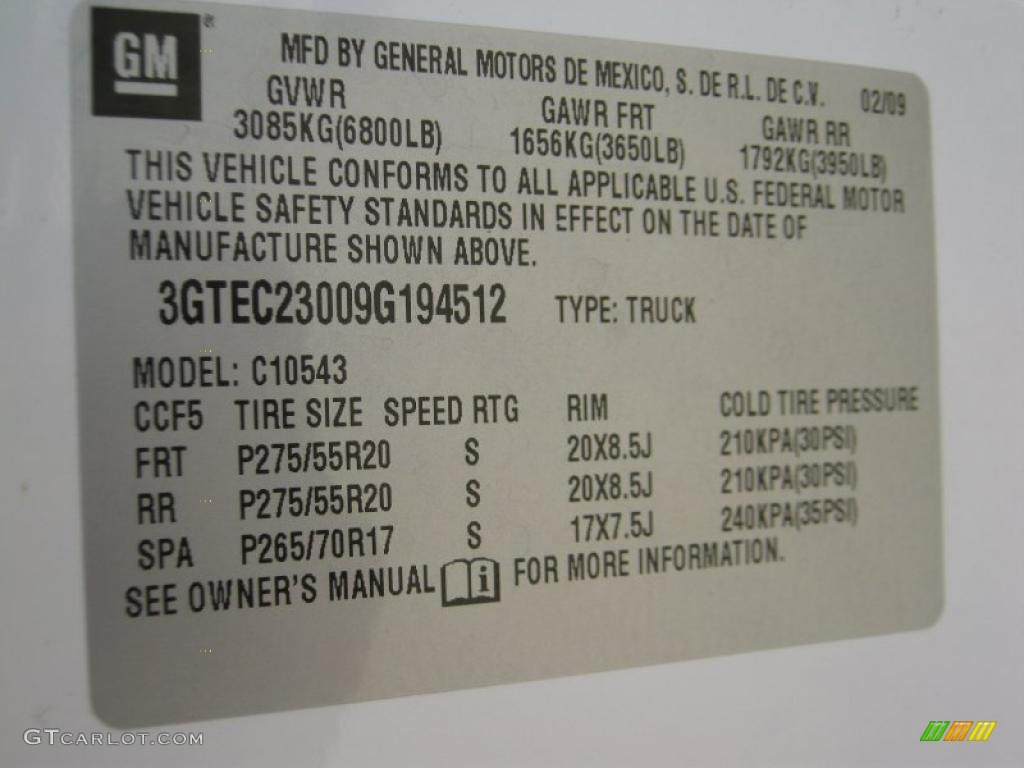 GM®
MFD BY GENERAL MOTORS DE MEXICO, S. DE R.L. DE C.V. 02/09
GVWR GAWR FRT GAWR RR
3085KG(6800LB) 1656KG(3650LB) 1792KG(3950LB)
THIS VEHICLE CONFORMS TO ALL APPLICABLE U.S. FEDERAL MOTOR
VEHICLE SAFETY STANDARDS IN EFFECT ON THE DATE OF
MANUFACTURE SHOWN ABOVE.
3GTEC23009G194512 TYPE: TRUCK
MODEL: C10543
CCF5 TIRE SIZE SPEED RTG RIM COLD TIRE PRESSURE
FRT P275/55R20 S 20X8.5J 210KPA(30PSI)
RR P275/55R20 S 20X8.5J 210KPA(30PSI)
SPA P265/70R17 S 17X7.5J 240KPA(35PSI)
SEE OWNER'S MANUAL i FOR MORE INFORMATION.
GTCARLOT.COM